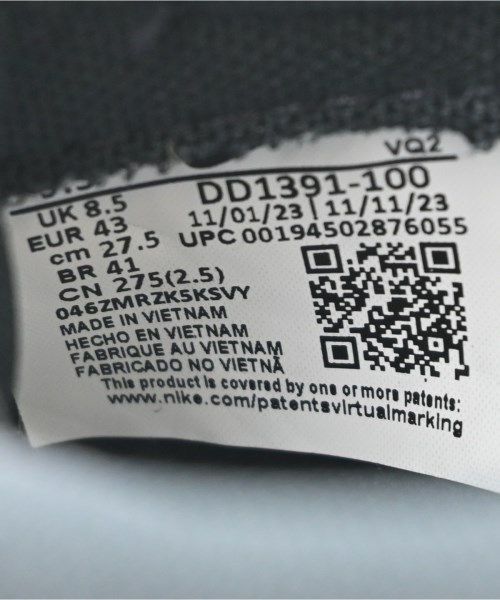 VQ2
UK 8.5
EUR 43
cm 27.5
BR 41
CN 275(2.5)
DD1391-100
11/01/23 | 11/11/23
UPC 00194502876055
046ZMRZK5KSVY
MADE IN VIETNAM
HECHO EN VIETNAM
FABRIQUE AU VIETNAM
FABRICADO NO VIETNÃ
This product is covered by one or more patents:
www.nike.com/patentsvirtualmarking